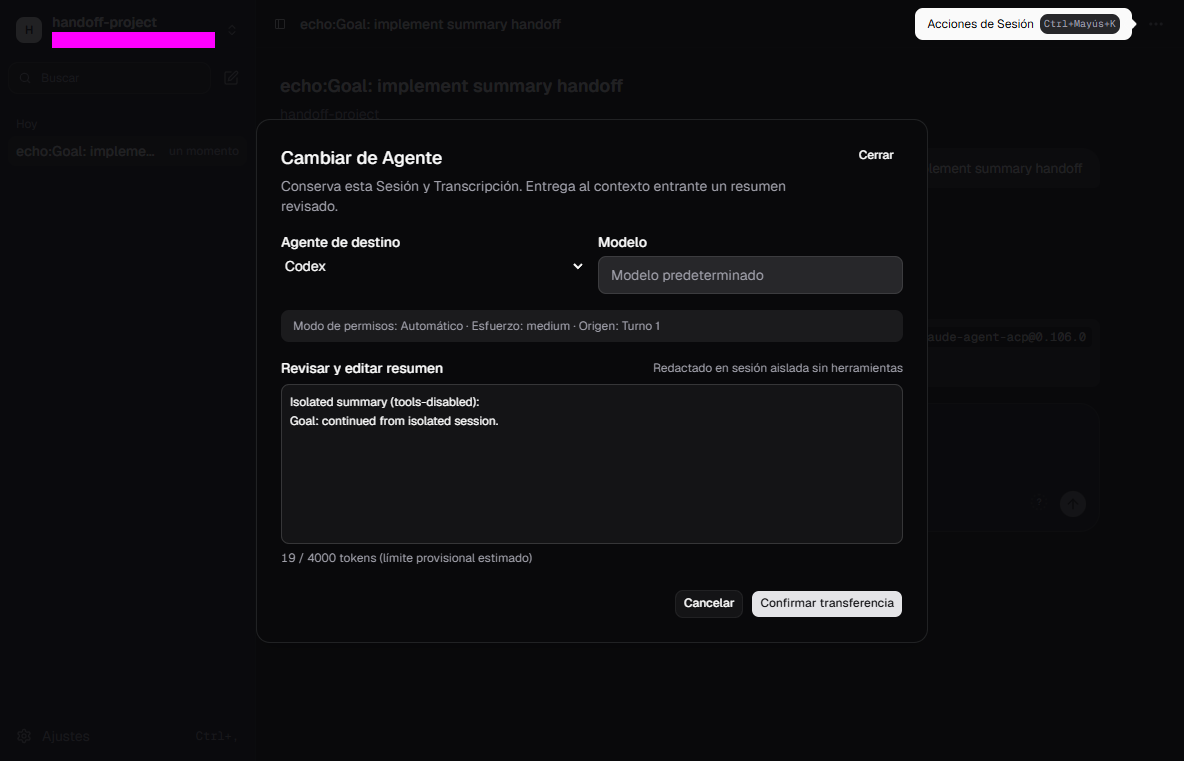 H
handoff-project
echo:Goal: implement summary handoff
Acciones de Sesión Ctrl+Mayús+K
Buscar
echo:Goal: implement summary handoff
handoff-project
Hoy
echo:Goal: impleme... un momento
lement summary handoff
Cambiar de Agente
Cerrar
Conserva esta Sesión y Transcripción. Entrega al contexto entrante un resumen
revisado.
Agente de destino
Modelo
Codex
Modelo predeterminado
Modo de permisos: Automático · Esfuerzo: medium · Origen: Turno 1
aude-agent-acp@0.106.0
Revisar y editar resumen
Redactado en sesión aislada sin herramientas
Isolated summary (tools-disabled):
Goal: continued from isolated session.
19 / 4000 tokens (límite provisional estimado)
Cancelar
Confirmar transferencia
Ajustes
Ctrl+,